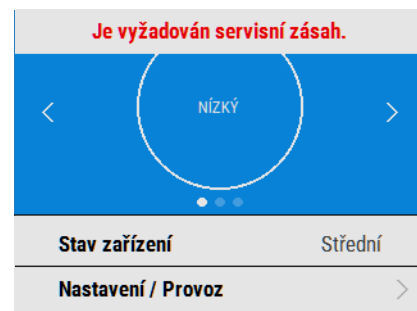 Je vyžadován servisní zásah.
NÍZKÝ
Stav zařízení Střední
Nastavení / Provoz